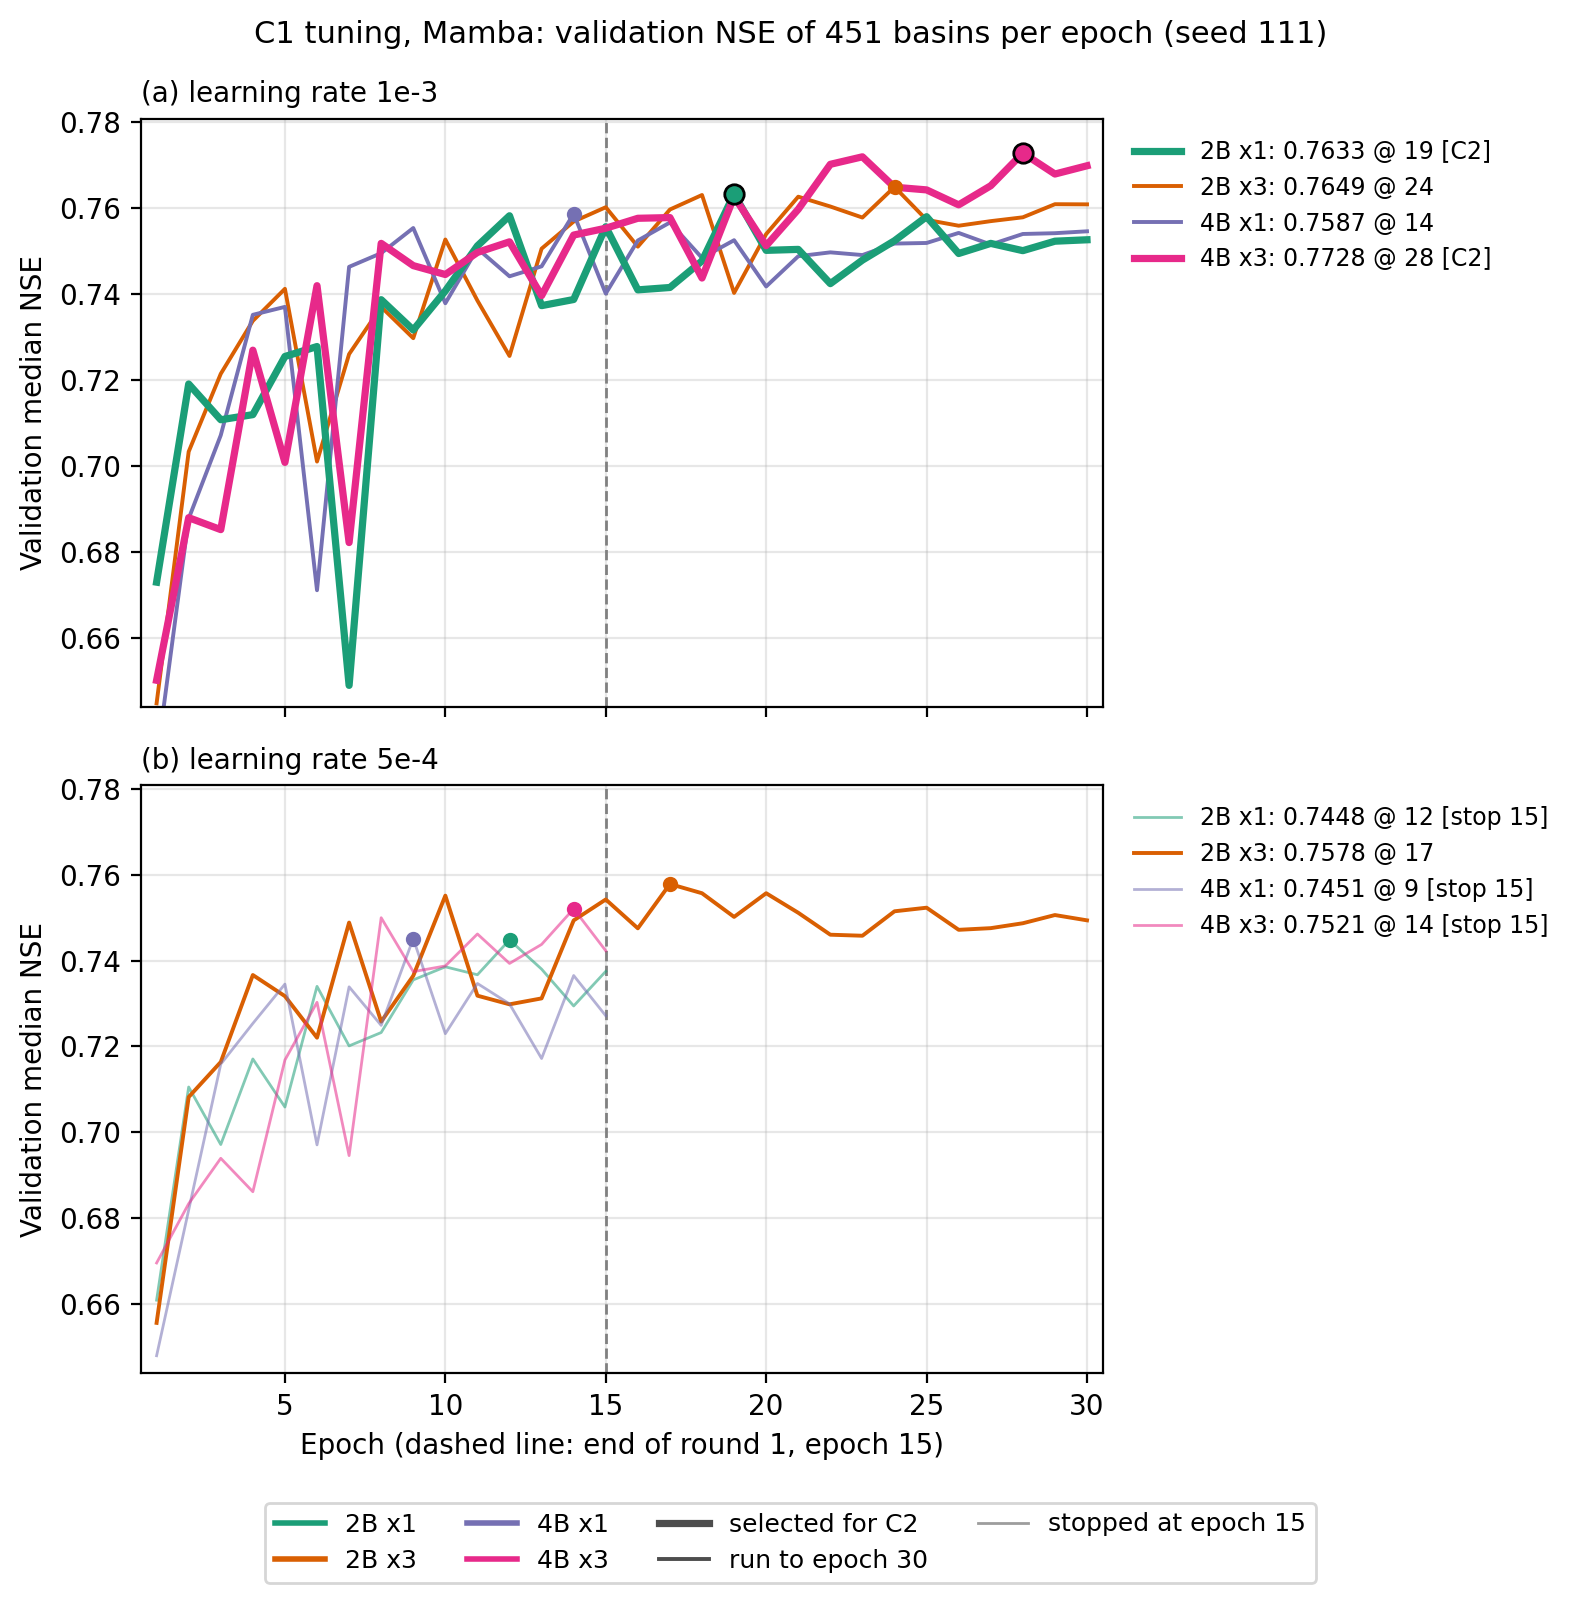 C1 tuning, Mamba: validation NSE of 451 basins per epoch (seed 111)
(a) learning rate 1e-3
0.78
0.76
0.74
0.72
0.70
0.68
0.66
Validation median NSE
2B x1: 0.7633 @ 19 [C2]
2B x3: 0.7649 @ 24
4B x1: 0.7587 @ 14
4B x3: 0.7728 @ 28 [C2]
(b) learning rate 5e-4
0.78
0.76
0.74
0.72
0.70
0.68
0.66
Validation median NSE
2B x1: 0.7448 @ 12 [stop 15]
2B x3: 0.7578 @ 17
4B x1: 0.7451 @ 9 [stop 15]
4B x3: 0.7521 @ 14 [stop 15]
5 10 15 20 25 30
Epoch (dashed line: end of round 1, epoch 15)
2B x1 4B x1 selected for C2 stopped at epoch 15
2B x3 4B x3 run to epoch 30